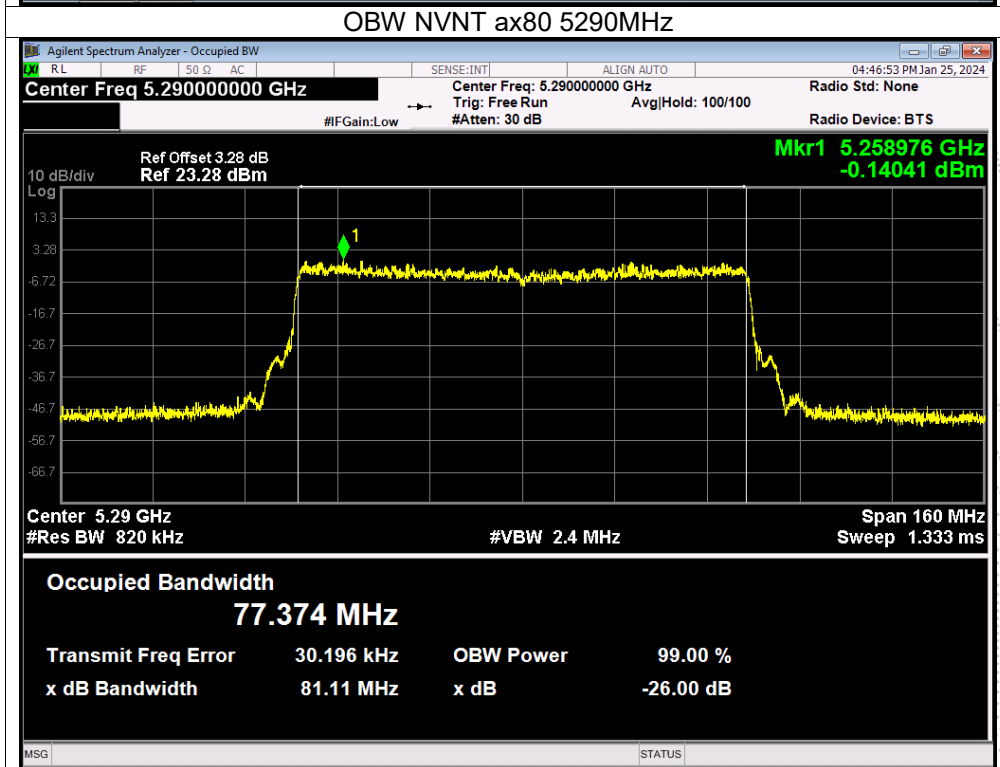 OBW NVNT ax80 5290MHz
Agilent Spectrum Analyzer - Occupied BW
LXI RL RF 50 Ω AC SENSE:INT ALIGN AUTO 04:46:53 PM Jan 25, 2024
Center Freq 5.290000000 GHz Center Freq: 5.290000000 GHz Radio Std: None
Trig: Free Run Avg|Hold: 100/100
#IFGain:Low #Atten: 30 dB Radio Device: BTS
Mkr1 5.258976 GHz
-0.14041 dBm
Ref Offset 3.28 dB
10 dB/div Ref 23.28 dBm
Log
13.3
1
3.28
-6.72
-16.7
-26.7
-36.7
-46.7
-56.7
-66.7
Center 5.29 GHz Span 160 MHz
#Res BW 820 kHz #VBW 2.4 MHz Sweep 1.333 ms
Occupied Bandwidth
77.374 MHz
Transmit Freq Error 30.196 kHz OBW Power 99.00 %
x dB Bandwidth 81.11 MHz x dB -26.00 dB
MSG STATUS